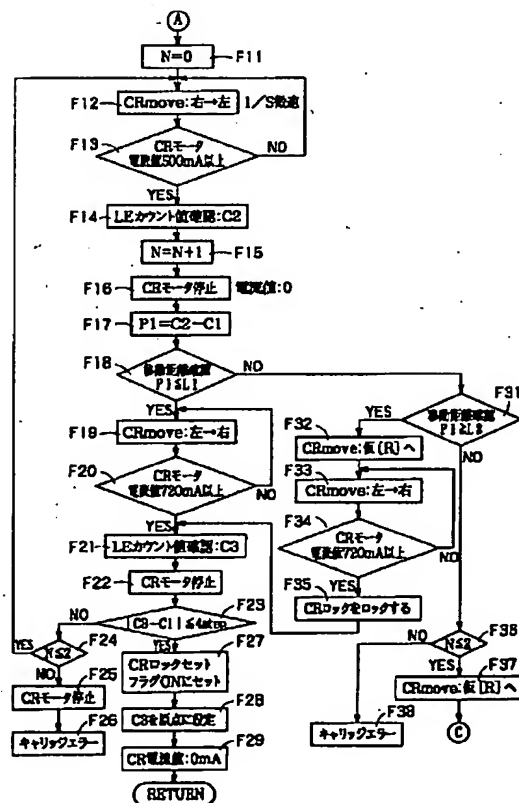 A
N=0
F11
F12
CRmove:右→左
1/S微速
F13
CRモータ
電流値500mA以上
NO
YES
F14
LEカウント値確認:C2
N=N+1
F15
F16
CRモータ停止
電流値:0
F17
P1=C2-C1
F18
移動距離確認
P1≦L1
NO
YES
F19
CRmove:左→右
F20
CRモータ
電流値720mA以上
NO
YES
F21
LEカウント値確認:C3
F22
CRモータ停止
F23
|C3-C1|≦4step
NO
YES
F24
N≦2
YES
NO
F25
CRモータ停止
F26
キャリッジエラー
F27
CRロックセット
フラグONにセット
F28
C3を原点に設定
F29
CR電流値:0mA
RETURN
F31
移動距離確認
YES
NO
F32
CRmove:仮[R]へ
F33
CRmove:左→右
F34
CRモータ
電流値720mA以上
NO
YES
F35
CRロックをロックする
F36
N≦2
NO
YES
F37
CRmove:仮[R]へ
F38
キャリッジエラー
C